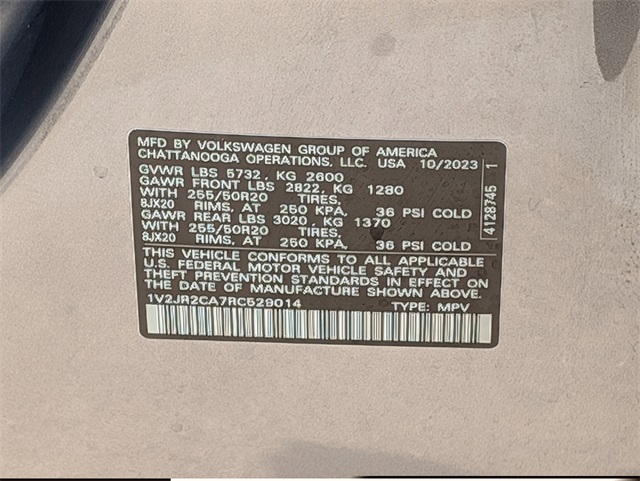 MFD BY VOLKSWAGEN GROUP OF AMERICA
CHATTANOOGA OPERATIONS, LLC. USA 10/2023
GVWR LBS 5732, KG 2600
GAWR FRONT LBS 2822, KG 1280
WITH 255/50R20 TIRES,
8JX20 RIMS, AT 250 KPA, 36 PSI COLD
GAWR REAR LBS 3020, KG 1370
WITH 255/50R20 TIRES,
8JX20 RIMS, AT 250 KPA, 36 PSI COLD
THIS VEHICLE CONFORMS TO ALL APPLICABLE
U.S. FEDERAL MOTOR VEHICLE SAFETY AND
THEFT PREVENTION STANDARDS IN EFFECT ON
THE DATE OF MANUFACTURE SHOWN ABOVE.
1V2JR2CA7RC529014 TYPE: MPV
4128745 1